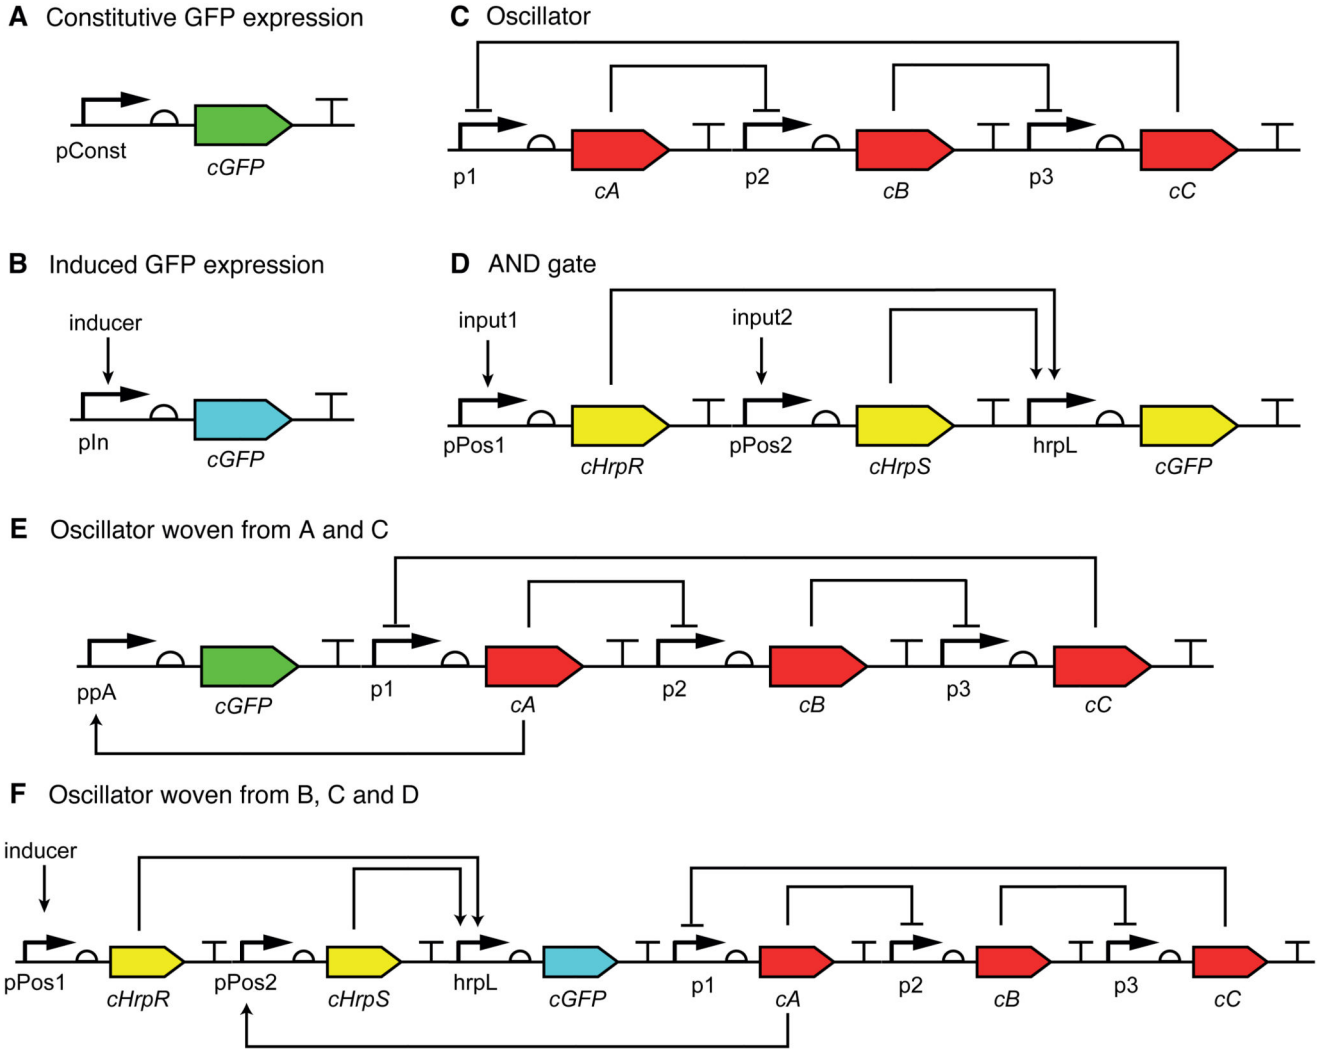 A Constitutive GFP expression
pConst
cGFP
B Induced GFP expression
inducer
pIn
cGFP
C Oscillator
p1
cA
p2
cB
p3
cC
D AND gate
input1
input2
pPos1
cHrpR
pPos2
cHrpS
hrpL
cGFP
E Oscillator woven from A and C
ppA
cGFP
p1
cA
p2
cB
p3
cC
F Oscillator woven from B, C and D
inducer
pPos1
cHrpR
pPos2
cHrpS
hrpL
cGFP
p1
cA
p2
cB
p3
cC